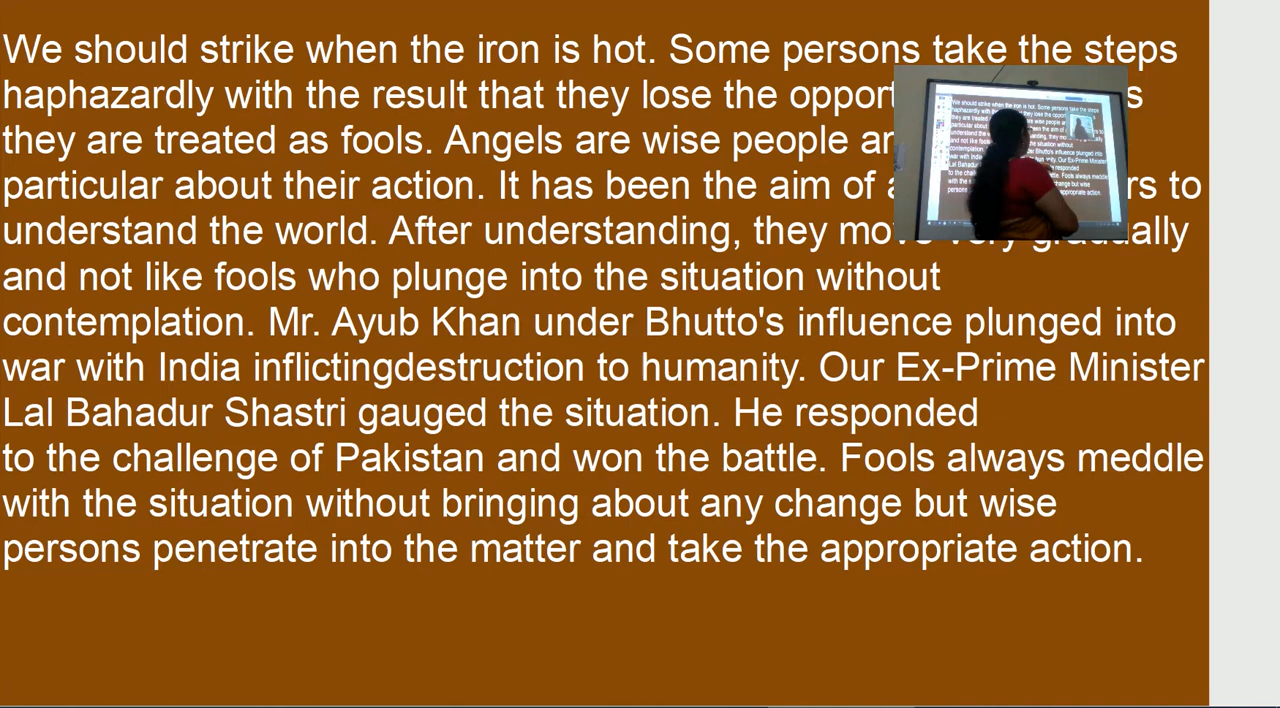 We should strike when the iron is hot. Some persons take the steps
haphazardly with the result that they lose the
they are treated as fools. Angels are wise people
particular about their action. It has been the aim of to
understand the world. After understanding, they move very gradually
and not like fools who plunge into the situation without
contemplation. Mr. Ayub Khan under Bhutto's influence plunged into
war with India inflictingdestruction to humanity. Our Ex-Prime Minister
Lal Bahadur Shastri gauged the situation. He responded
to the challenge of Pakistan and won the battle. Fools always meddle
with the situation without bringing about any change but wise
persons penetrate into the matter and take the appropriate action.